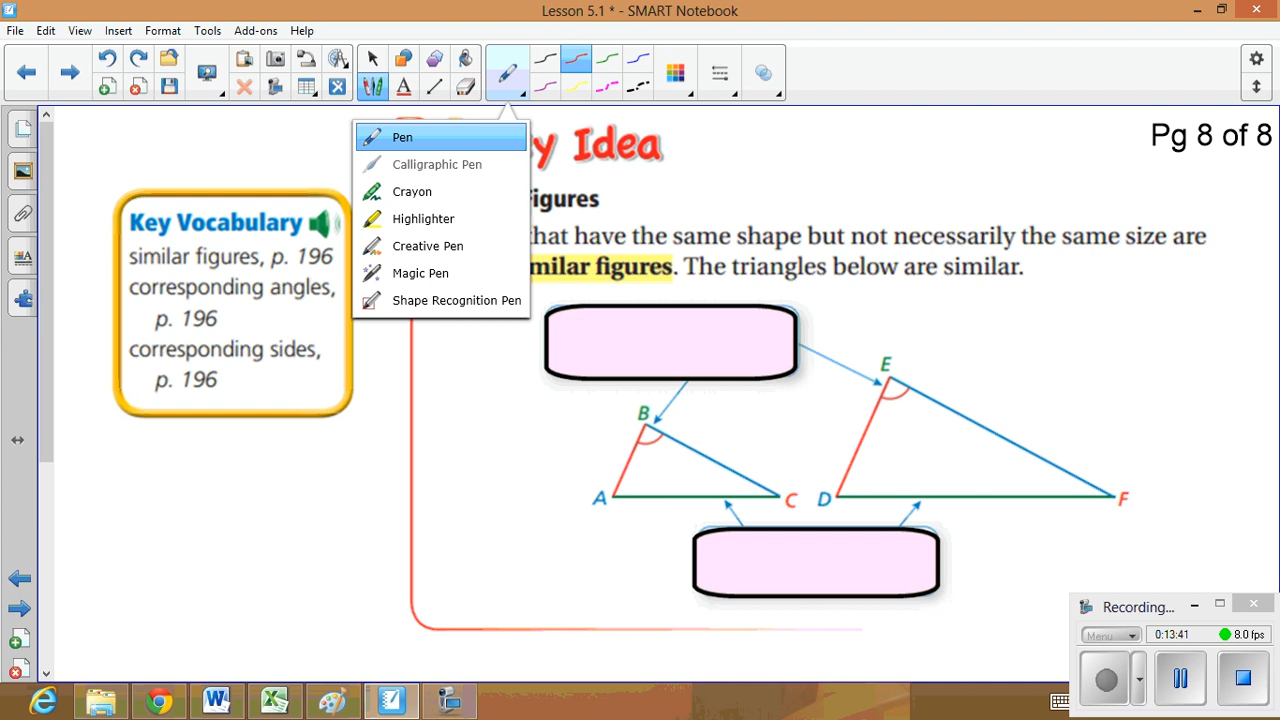 Lesson 5.1 * - SMART Notebook
File Edit View Insert Format Tools Add-ons Help
Pen
Calligraphic Pen
Crayon
Highlighter
Creative Pen
Magic Pen
Shape Recognition Pen
y Idea
Pg 8 of 8
Key Vocabulary
similar figures, p. 196
corresponding angles,
p. 196
corresponding sides,
p. 196
Figures
that have the same shape but not necessarily the same size are
milar figures. The triangles below are similar.
E
B
A C D F
Recording...
Menu 0:13:41 8.0 fps